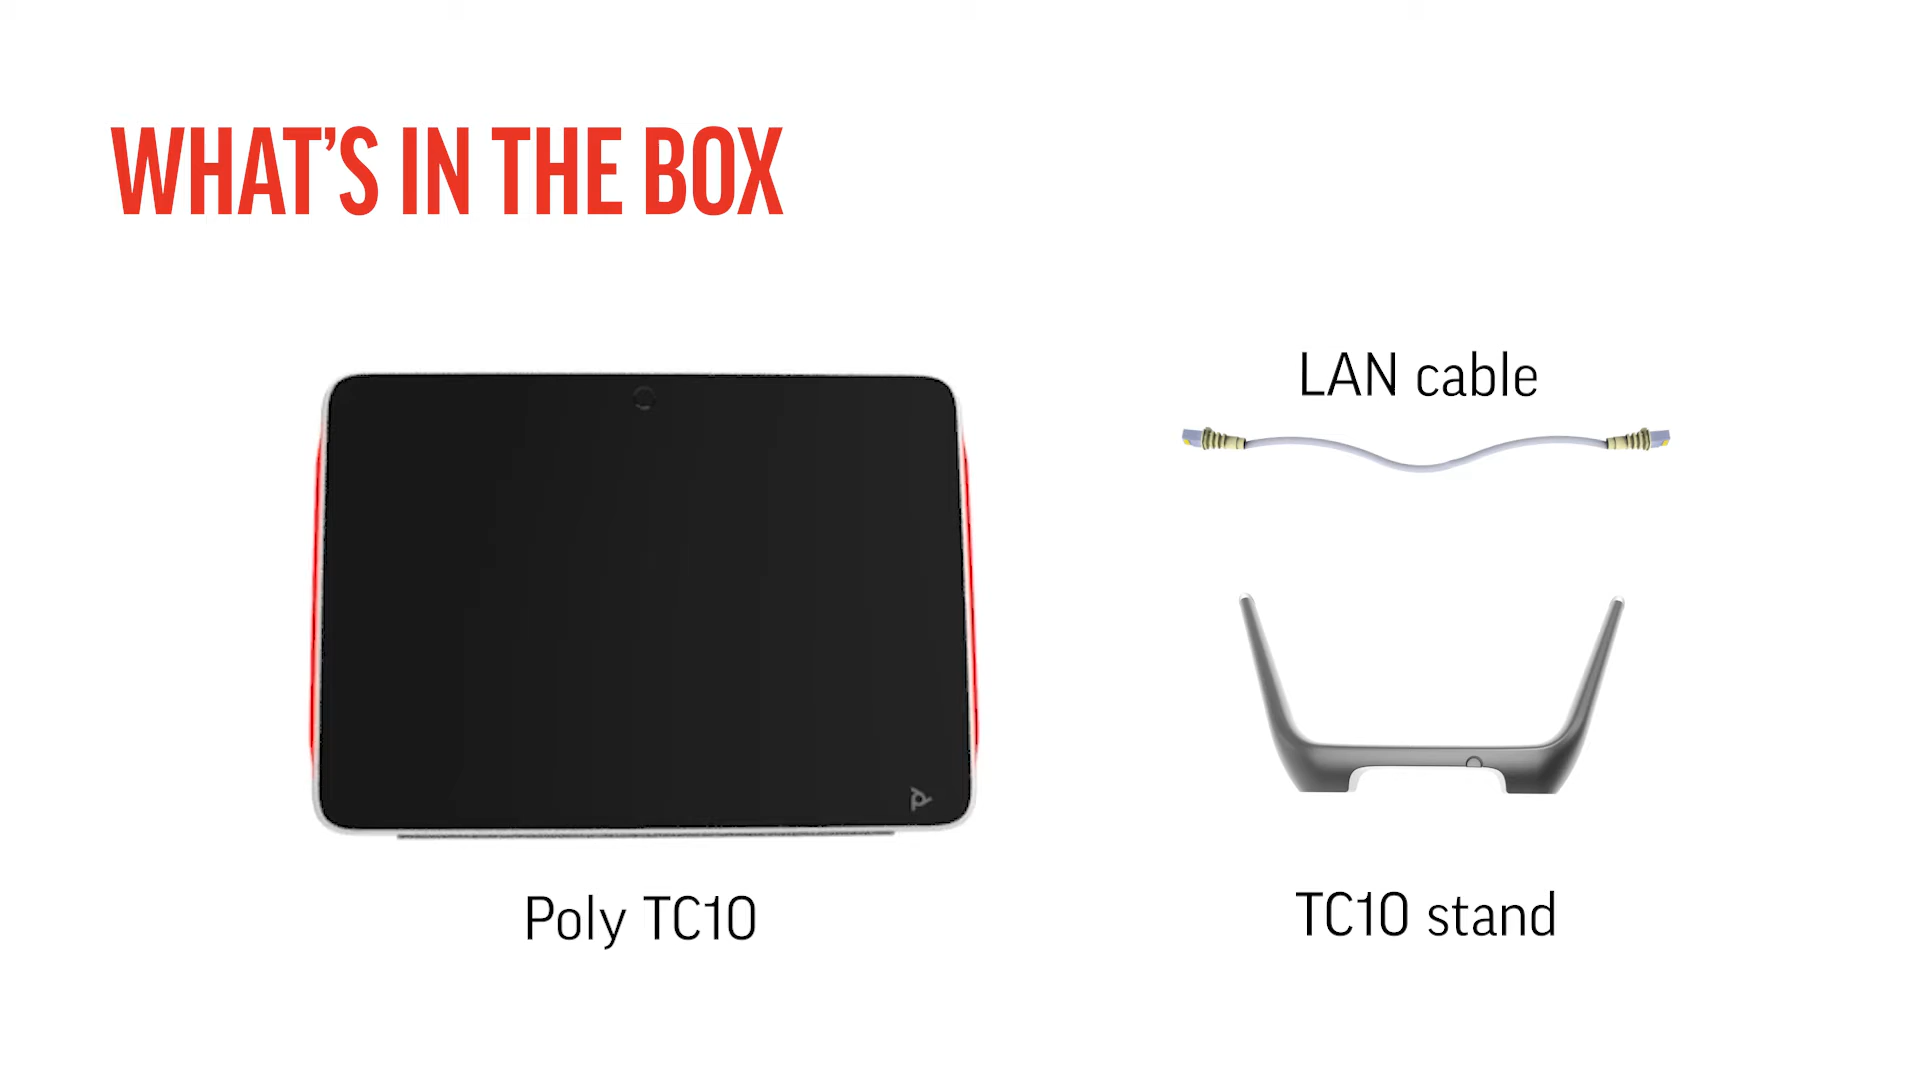 WHAT'S IN THE BOX
LAN cable
Poly TC10
TC10 stand